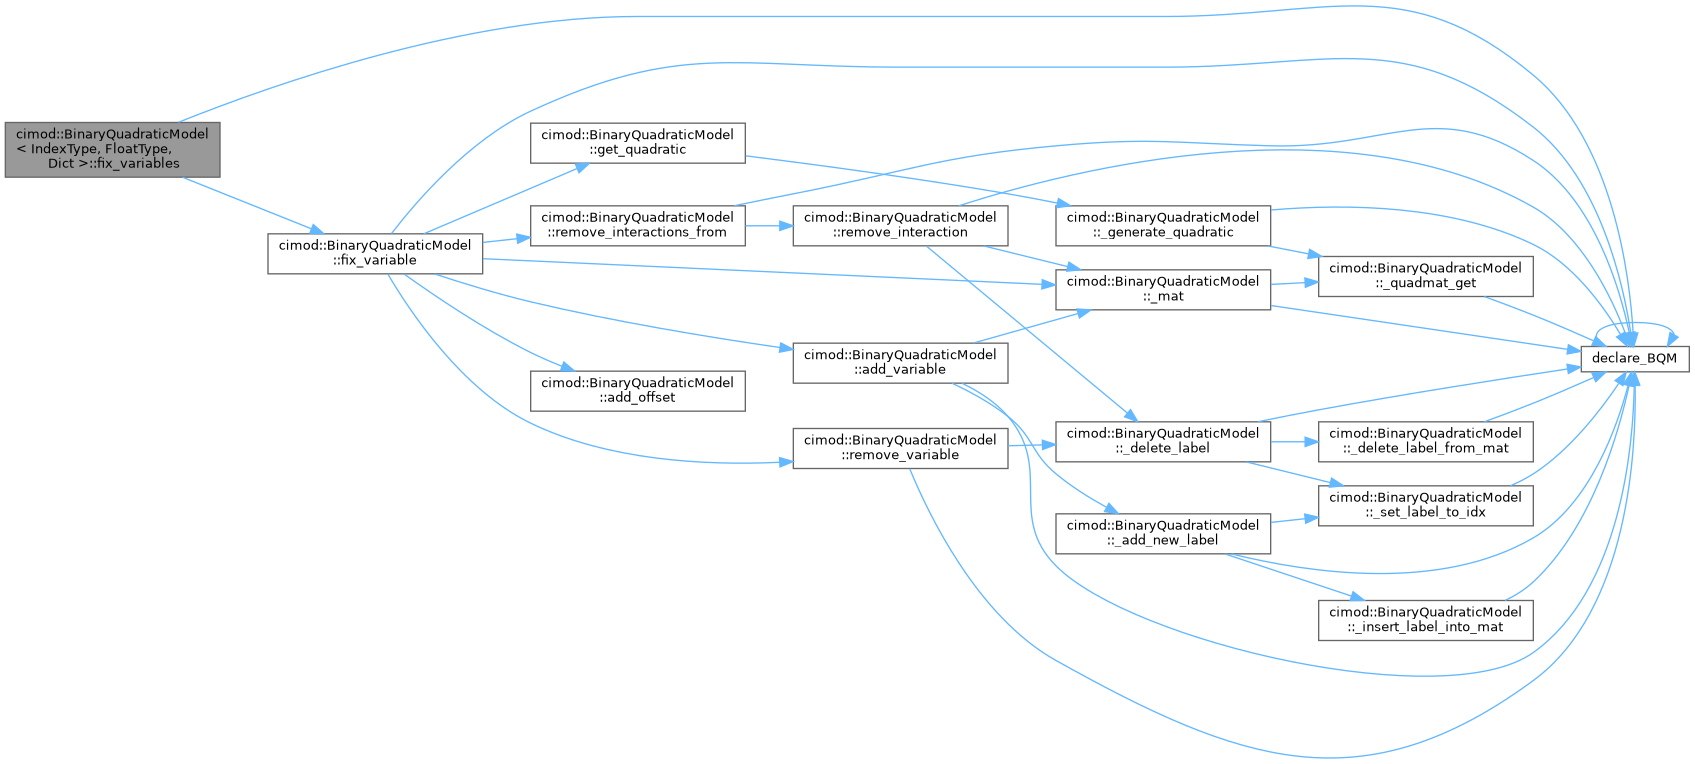 cimod::BinaryQuadraticModel
< IndexType, FloatType,
Dict >::fix_variables
cimod::BinaryQuadraticModel
::fix_variable
cimod::BinaryQuadraticModel
::get_quadratic
cimod::BinaryQuadraticModel
::remove_interactions_from
cimod::BinaryQuadraticModel
::add_offset
cimod::BinaryQuadraticModel
::remove_interaction
cimod::BinaryQuadraticModel
::add_variable
cimod::BinaryQuadraticModel
::remove_variable
cimod::BinaryQuadraticModel
::_generate_quadratic
cimod::BinaryQuadraticModel
::_mat
cimod::BinaryQuadraticModel
::_delete_label
cimod::BinaryQuadraticModel
::_add_new_label
cimod::BinaryQuadraticModel
::_quadmat_get
cimod::BinaryQuadraticModel
::_delete_label_from_mat
cimod::BinaryQuadraticModel
::_set_label_to_idx
cimod::BinaryQuadraticModel
::_insert_label_into_mat
declare_BQM